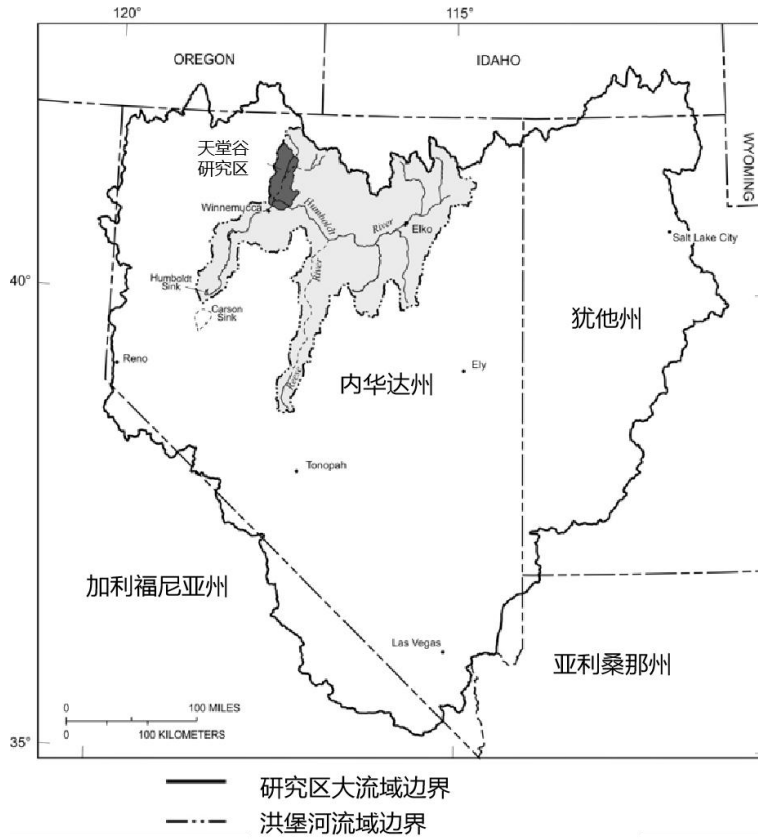 120°
115°
OREGON
IDAHO
WYOMING
天堂谷
研究区
Winnemucca
Humboldt
River
Elko
Salt Lake City
40°
Humboldt
Sink
River
Carson
Sink
犹他州
Reno
Reese
内华达州
Ely
Tonopah
加利福尼亚州
Las Vegas
亚利桑那州
0 100 MILES
0 100 KILOMETERS
35°
研究区大流域边界
洪堡河流域边界